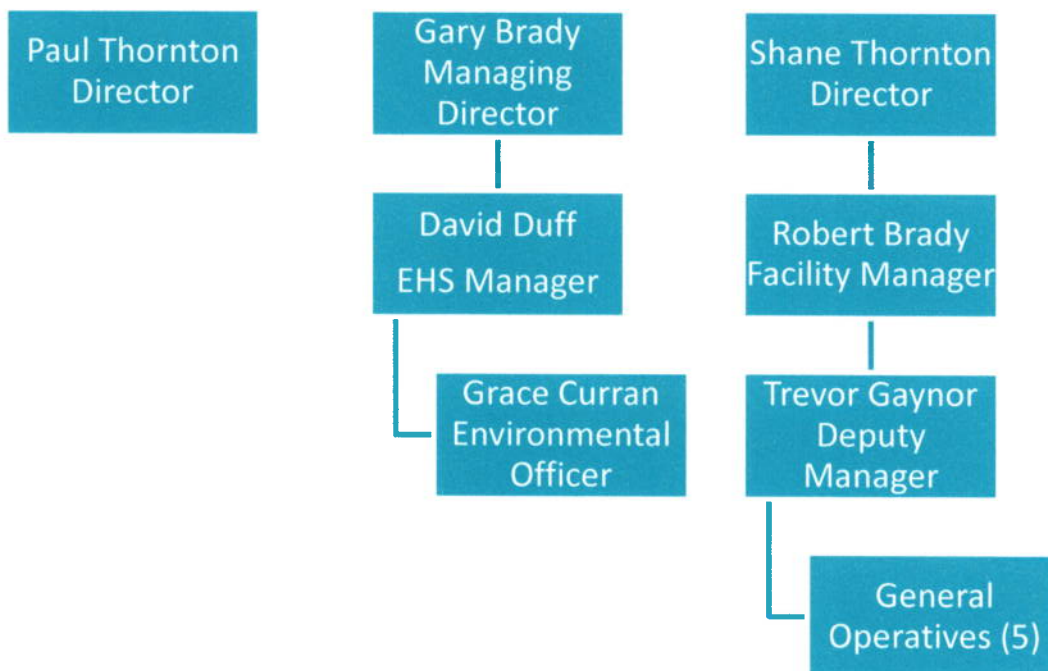 Paul Thornton
Director
Gary Brady
Managing
Director
Shane Thornton
Director
David Duff
EHS Manager
Robert Brady
Facility Manager
Grace Curran
Environmental
Officer
Trevor Gaynor
Deputy
Manager
General
Operatives (5)